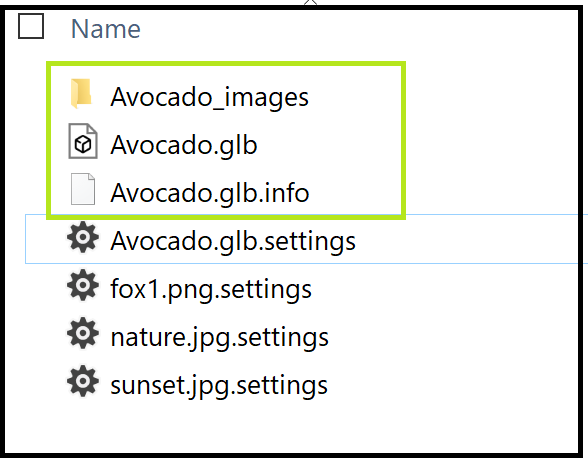 Name
Avocado_images
Avocado.glb
Avocado.glb.info
Avocado.glb.settings
fox1.png.settings
nature.jpg.settings
sunset.jpg.settings